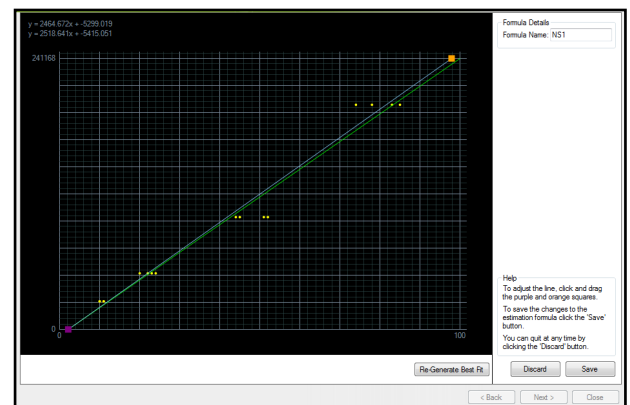 y = 2464.672x + -5299.019
y = 2518.641x + -5415.051
241168
0
0
100
Re-Generate Best Fit
Formula Details
Formula Name: NS1
Help
To adjust the line, click and drag
the purple and orange squares.
To save the changes to the
estimation formula click the 'Save'
button.
You can quit at any time by
clicking the 'Discard' button.
Discard
Save
< Back
Next >
Close